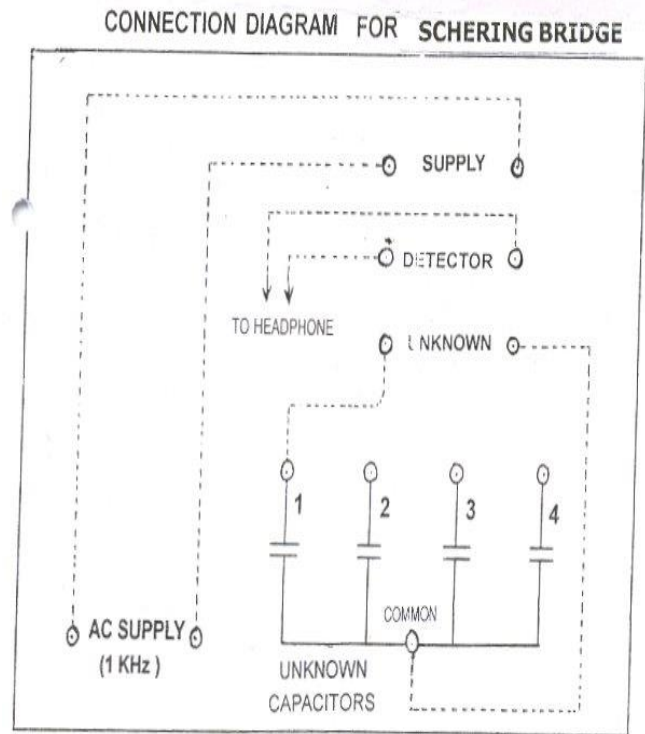 CONNECTION DIAGRAM FOR SCHERING BRIDGE
SUPPLY
DETECTOR
TO HEADPHONE
UNKNOWN
1 2 3 4
COMMON
AC SUPPLY
(1 KHz)
UNKNOWN
CAPACITORS